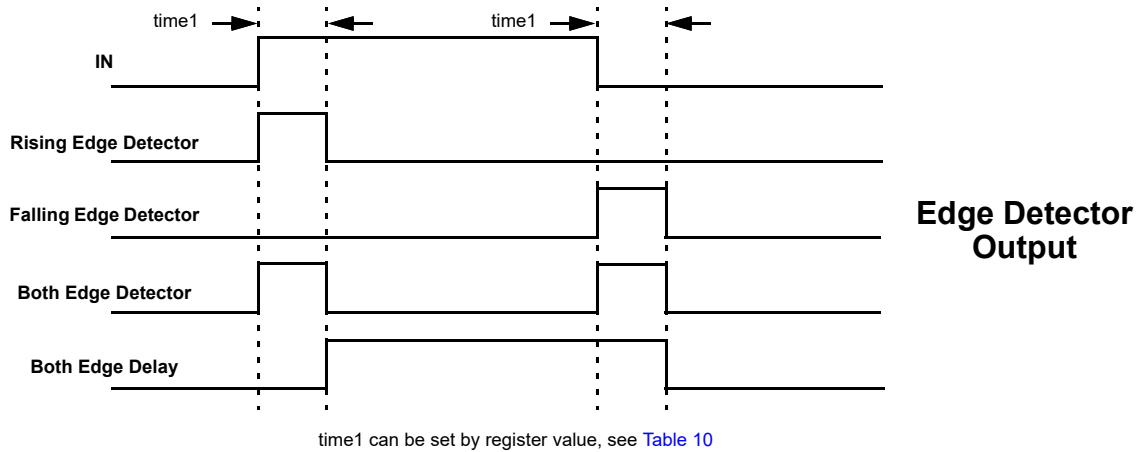 time1
time1
IN
Rising Edge Detector
Falling Edge Detector
Both Edge Detector
Both Edge Delay
Edge Detector
Output
time1 can be set by register value, see Table 10